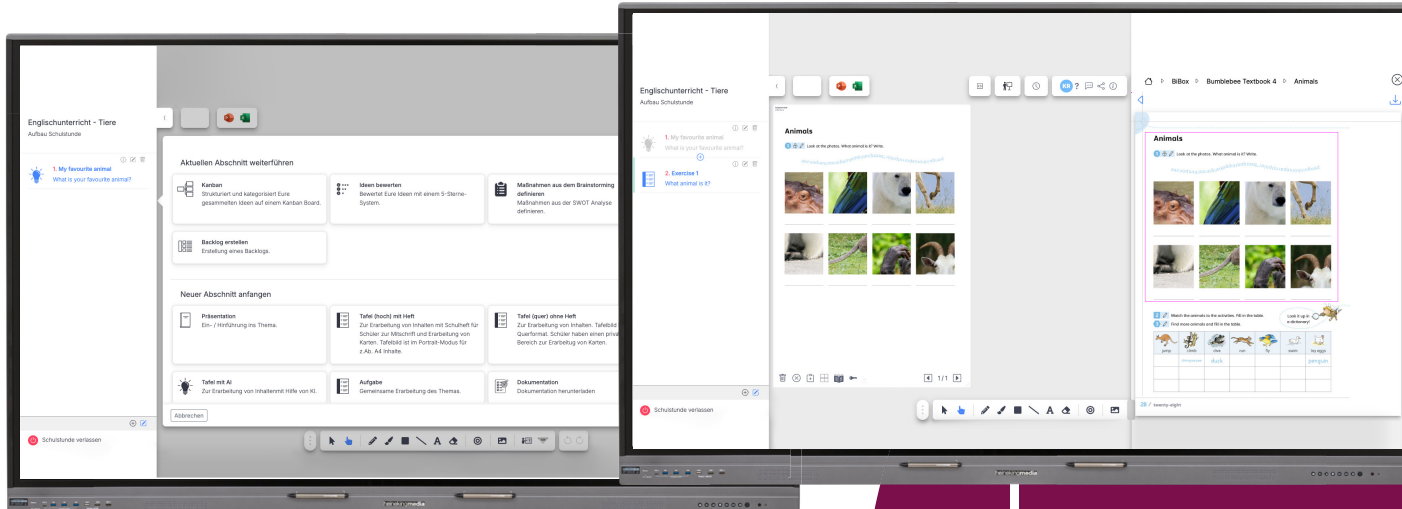 Englischunterricht - Tiere
Aufbau Schulstunde
1. My favourite animal
What is your favourite animal?
Schulstunde verlassen
Aktuellen Abschnitt weiterführen
Kanban
Strukturiert und kategorisiert Eure
gesammelten Ideen auf einem Kanban Board.
Ideen bewerten
Bewertet Eure Ideen mit einem 5-Sterne-
System.
Maßnahmen aus dem Brainstorming
definieren
Maßnahmen aus der SWOT Analyse
definieren.
Backlog erstellen
Erstellung eines Backlogs.
Neuer Abschnitt anfangen
Präsentation
Ein- / Hinführung ins Thema.
Tafel (hoch) mit Heft
Zur Erarbeitung von Inhalten mit Schulheft für
Schüler zur Mitschrift und Erarbeitung von
Karten. Tafelbild ist im Portrait-Modus für
z.Ab. A4 Inhalte.
Tafel (quer) ohne Heft
Zur Erarbeitung von Inhalten. Tafelbild
Querformat. Schüler haben einen priva
Bereich zur Erarbeitug von Karten.
Tafel mit AI
Zur Erarbeitung von Inhaltenmit Hilfe von KI.
Aufgabe
Gemeinsame Erarbeitung des Themas.
Dokumentation
Dokumentation herunterladen
Abbrechen
Englischunterricht - Tiere
Aufbau Schulstunde
1. My favourite animal
What is your favourite animal?
2. Exercise 1
What animal is it?
Schulstunde verlassen
Animals
1 Look at the photos. What animal is it? Write.
1/1
BiBox
Bumblebee Textbook 4
Animals
Animals
1 Look at the photos. What animal is it? Write.
2 Match the animals to the activities. Fill in the table.
3 Find more animals and fill in the table.
Look it up in
a dictionary!
jump climb dive run fly swim lay eggs
duck penguin
28 / twenty-eight